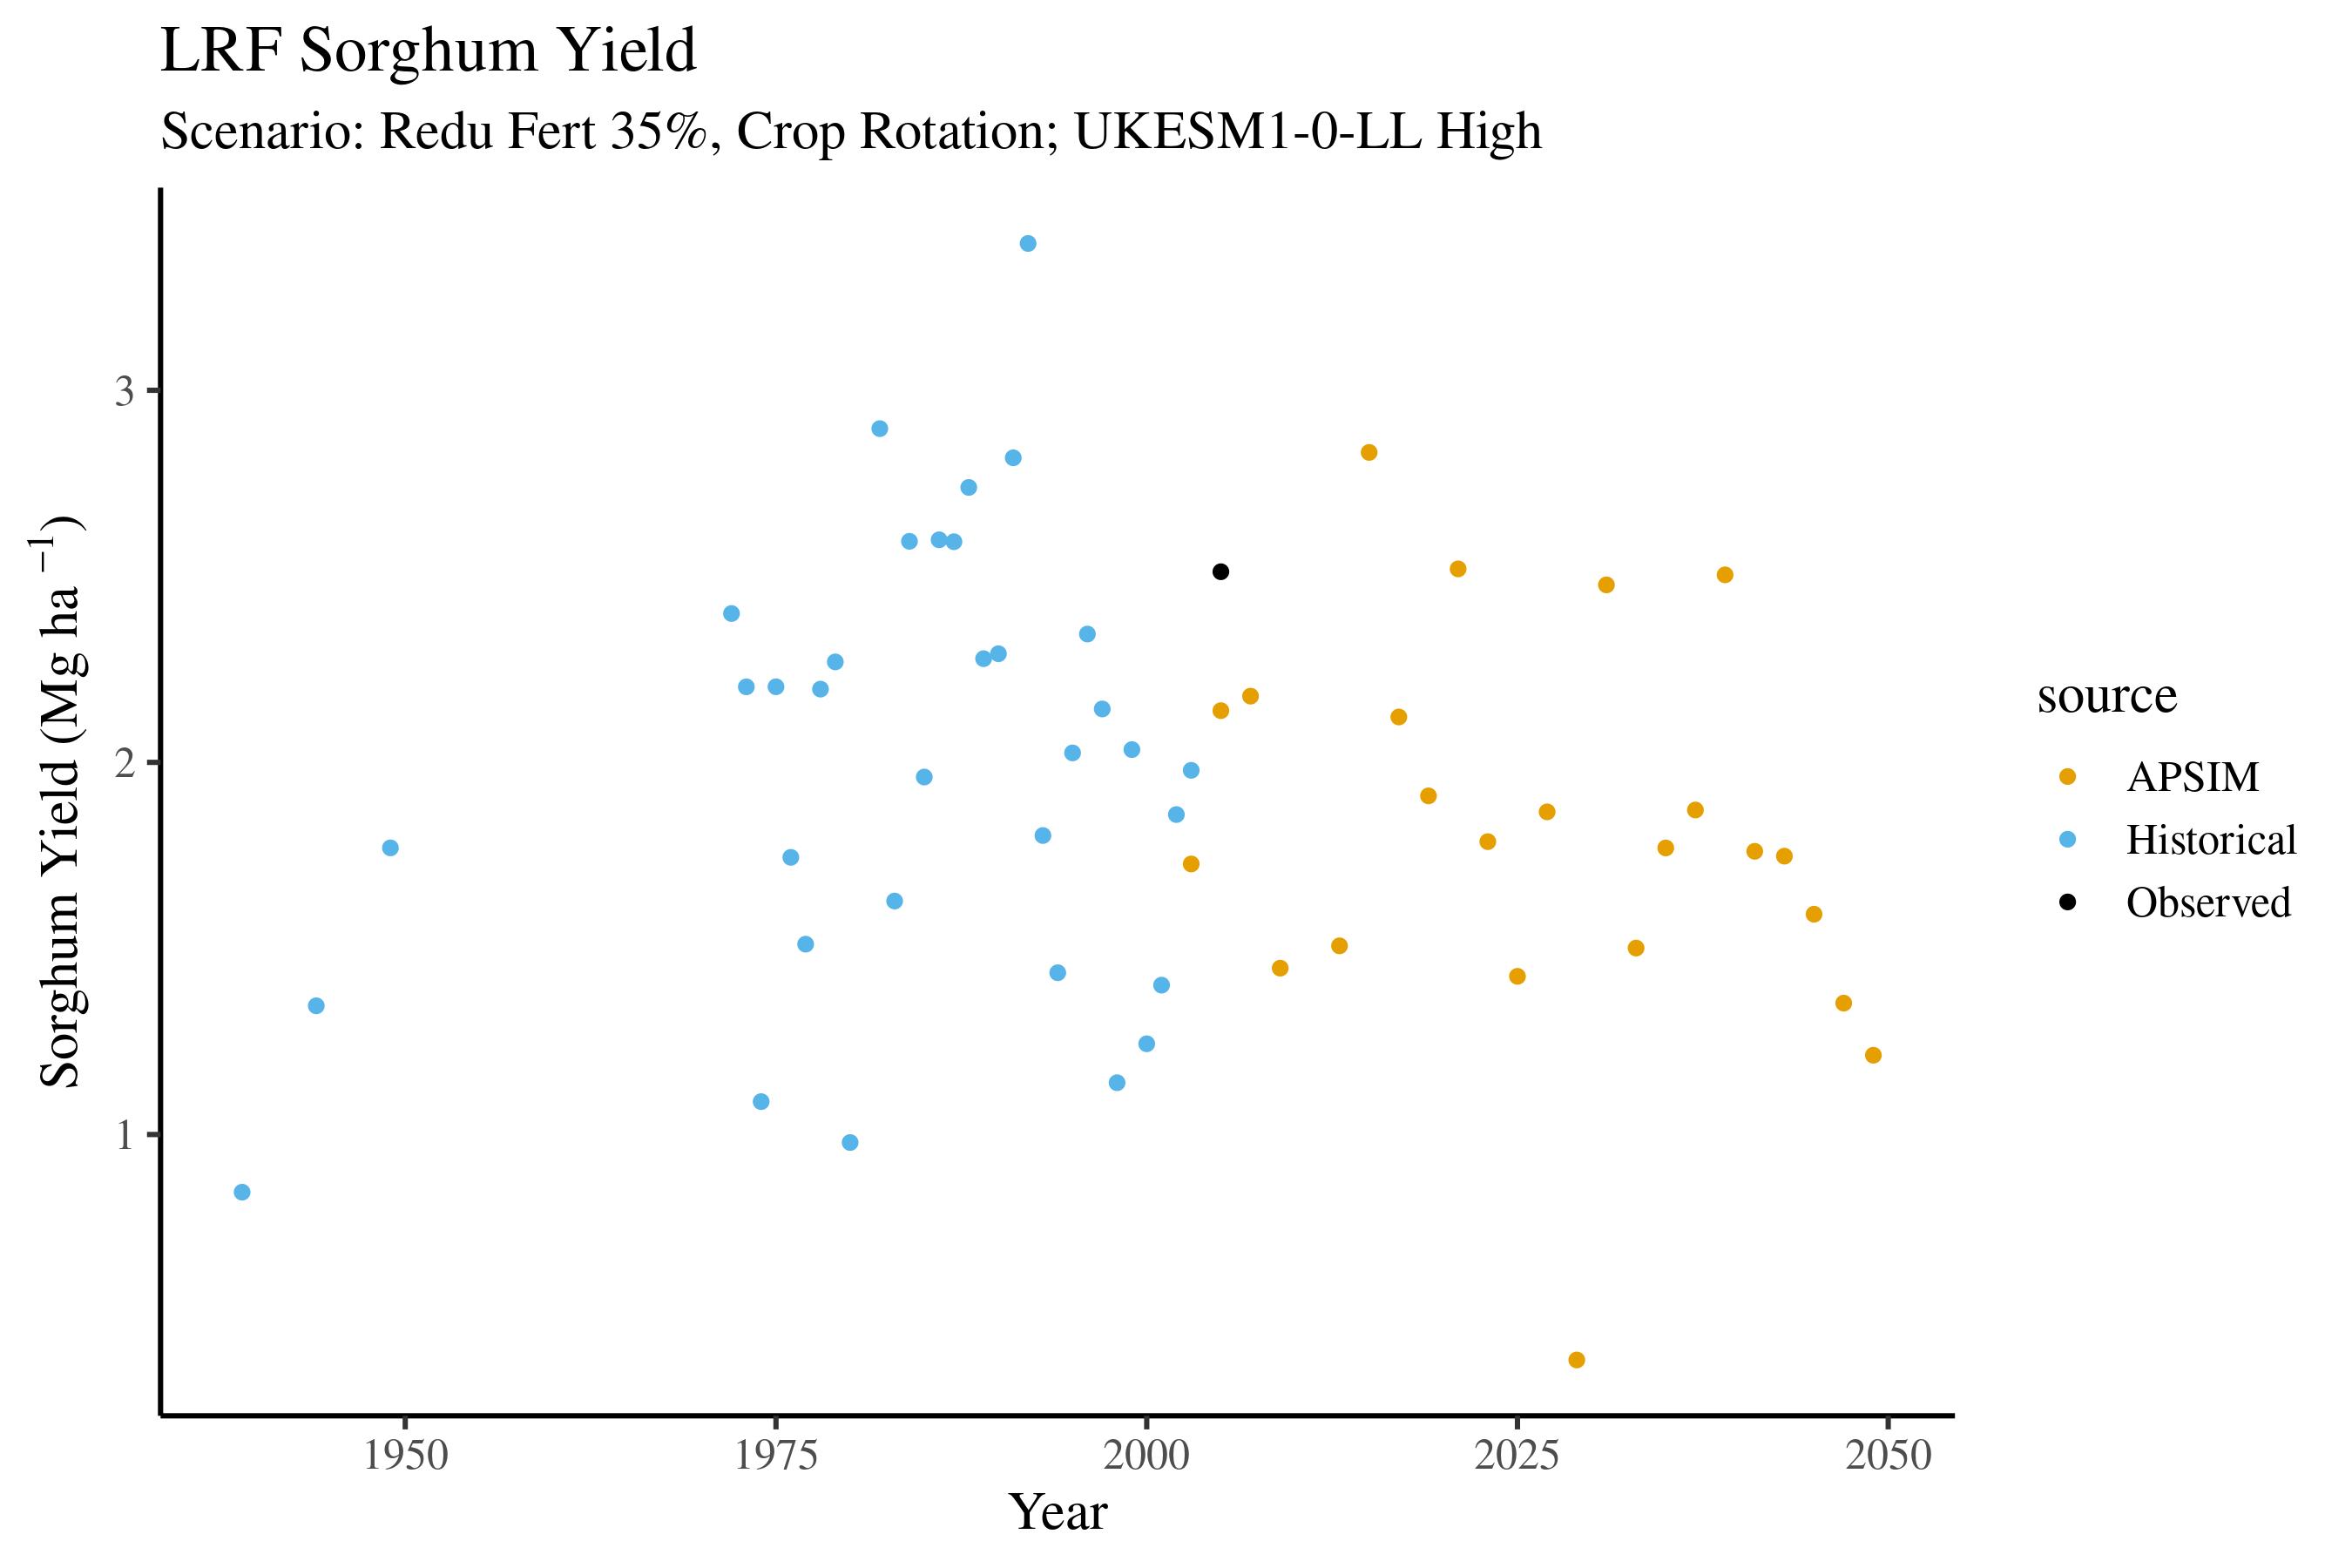 LRF Sorghum Yield
Scenario: Redu Fert 35%, Crop Rotation; UKESM1-0-LL High
Sorghum Yield (Mg ha −1)
3
2
1
1950
1975
2000
2025
2050
Year
source
APSIM
Historical
Observed